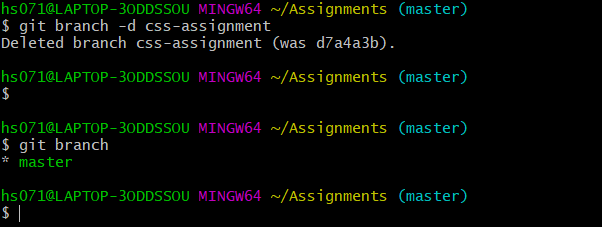 hs071@LAPTOP-3ODDSSOU MINGW64 ~/Assignments (master)
$ git branch -d css-assignment
Deleted branch css-assignment (was d7a4a3b).
hs071@LAPTOP-3ODDSSOU MINGW64 ~/Assignments (master)
$
hs071@LAPTOP-3ODDSSOU MINGW64 ~/Assignments (master)
$ git branch
* master
hs071@LAPTOP-3ODDSSOU MINGW64 ~/Assignments (master)
$